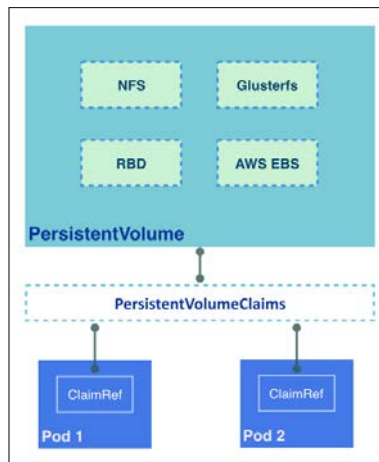 NFS
Glusterfs
RBD
AWS EBS
PersistentVolume
PersistentVolumeClaims
ClaimRef
ClaimRef
Pod 1
Pod 2